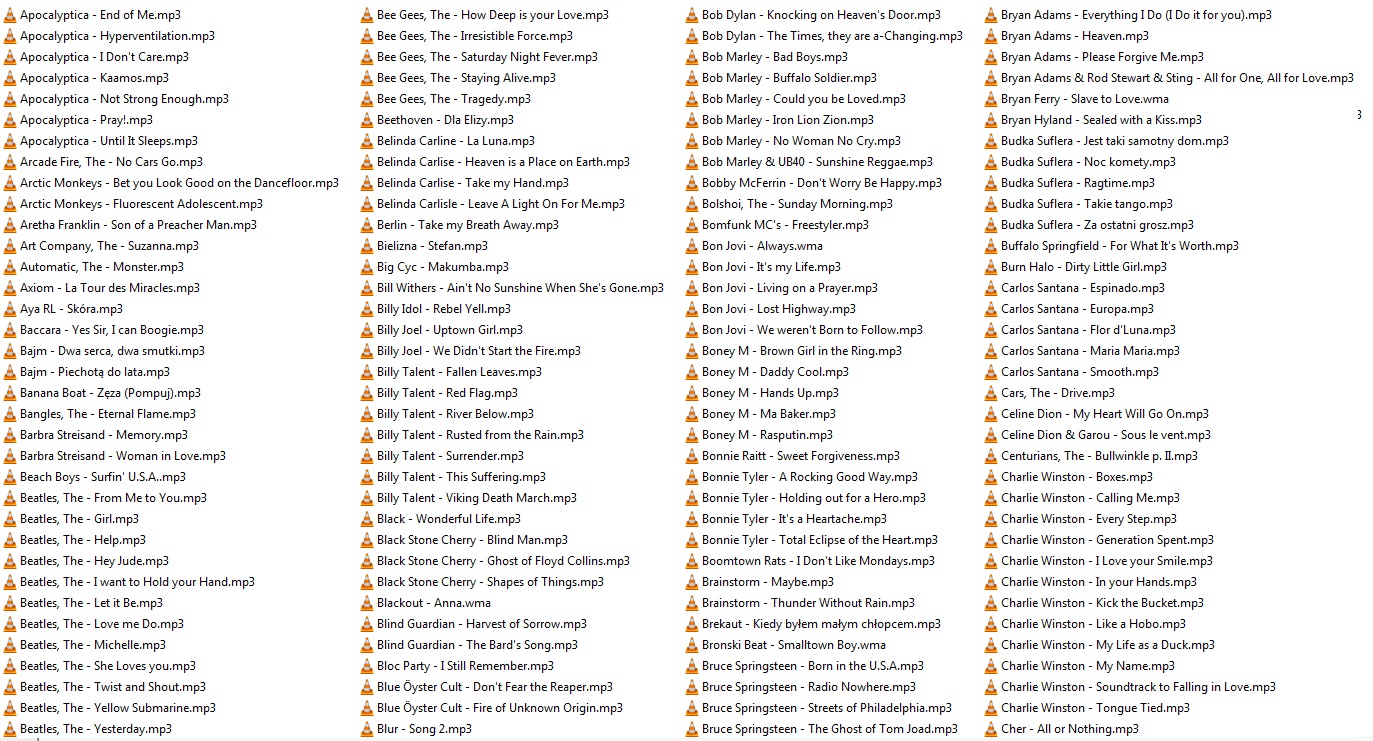 Apocalyptica - End of Me.mp3
Apocalyptica - Hyperventilation.mp3
Apocalyptica - I Don't Care.mp3
Apocalyptica - Kaamos.mp3
Apocalyptica - Not Strong Enough.mp3
Apocalyptica - Pray!.mp3
Apocalyptica - Until It Sleeps.mp3
Arcade Fire, The - No Cars Go.mp3
Arctic Monkeys - Bet you Look Good on the Dancefloor.mp3
Arctic Monkeys - Fluorescent Adolescent.mp3
Aretha Franklin - Son of a Preacher Man.mp3
Art Company, The - Suzanna.mp3
Automatic, The - Monster.mp3
Axiom - La Tour des Miracles.mp3
Aya RL - Skóra.mp3
Baccara - Yes Sir, I can Boogie.mp3
Bajm - Dwa serca, dwa smutki.mp3
Bajm - Piechotą do lata.mp3
Banana Boat - Zęza (Pompuj).mp3
Bangles, The - Eternal Flame.mp3
Barbra Streisand - Memory.mp3
Barbra Streisand - Woman in Love.mp3
Beach Boys - Surfin' U.S.A..mp3
Beatles, The - From Me to You.mp3
Beatles, The - Girl.mp3
Beatles, The - Help.mp3
Beatles, The - Hey Jude.mp3
Beatles, The - I want to Hold your Hand.mp3
Beatles, The - Let it Be.mp3
Beatles, The - Love me Do.mp3
Beatles, The - Michelle.mp3
Beatles, The - She Loves you.mp3
Beatles, The - Twist and Shout.mp3
Beatles, The - Yellow Submarine.mp3
Beatles, The - Yesterday.mp3
Bee Gees, The - How Deep is your Love.mp3
Bee Gees, The - Irresistible Force.mp3
Bee Gees, The - Saturday Night Fever.mp3
Bee Gees, The - Staying Alive.mp3
Bee Gees, The - Tragedy.mp3
Beethoven - Dla Elizy.mp3
Belinda Carline - La Luna.mp3
Belinda Carlise - Heaven is a Place on Earth.mp3
Belinda Carlise - Take my Hand.mp3
Belinda Carlisle - Leave A Light On For Me.mp3
Berlin - Take my Breath Away.mp3
Bielizna - Stefan.mp3
Big Cyc - Makumba.mp3
Bill Withers - Ain't No Sunshine When She's Gone.mp3
Billy Idol - Rebel Yell.mp3
Billy Joel - Uptown Girl.mp3
Billy Joel - We Didn't Start the Fire.mp3
Billy Talent - Fallen Leaves.mp3
Billy Talent - Red Flag.mp3
Billy Talent - River Below.mp3
Billy Talent - Rusted from the Rain.mp3
Billy Talent - Surrender.mp3
Billy Talent - This Suffering.mp3
Billy Talent - Viking Death March.mp3
Black - Wonderful Life.mp3
Black Stone Cherry - Blind Man.mp3
Black Stone Cherry - Ghost of Floyd Collins.mp3
Black Stone Cherry - Shapes of Things.mp3
Blackout - Anna.wma
Blind Guardian - Harvest of Sorrow.mp3
Blind Guardian - The Bard's Song.mp3
Bloc Party - I Still Remember.mp3
Blue Öyster Cult - Don't Fear the Reaper.mp3
Blue Öyster Cult - Fire of Unknown Origin.mp3
Blur - Song 2.mp3
Bob Dylan - Knocking on Heaven's Door.mp3
Bob Dylan - The Times, they are a-Changing.mp3
Bob Marley - Bad Boys.mp3
Bob Marley - Buffalo Soldier.mp3
Bob Marley - Could you be Loved.mp3
Bob Marley - Iron Lion Zion.mp3
Bob Marley - No Woman No Cry.mp3
Bob Marley & UB40 - Sunshine Reggae.mp3
Bobby McFerrin - Don't Worry Be Happy.mp3
Bolshoi, The - Sunday Morning.mp3
Bomfunk MC's - Freestyler.mp3
Bon Jovi - Always.wma
Bon Jovi - It's my Life.mp3
Bon Jovi - Living on a Prayer.mp3
Bon Jovi - Lost Highway.mp3
Bon Jovi - We weren't Born to Follow.mp3
Boney M - Brown Girl in the Ring.mp3
Boney M - Daddy Cool.mp3
Boney M - Hands Up.mp3
Boney M - Ma Baker.mp3
Boney M - Rasputin.mp3
Bonnie Raitt - Sweet Forgiveness.mp3
Bonnie Tyler - A Rocking Good Way.mp3
Bonnie Tyler - Holding out for a Hero.mp3
Bonnie Tyler - It's a Heartache.mp3
Bonnie Tyler - Total Eclipse of the Heart.mp3
Boomtown Rats - I Don't Like Mondays.mp3
Brainstorm - Maybe.mp3
Brainstorm - Thunder Without Rain.mp3
Brekaut - Kiedy byłem małym chłopcem.mp3
Bronski Beat - Smalltown Boy.wma
Bruce Springsteen - Born in the U.S.A.mp3
Bruce Springsteen - Radio Nowhere.mp3
Bruce Springsteen - Streets of Philadelphia.mp3
Bruce Springsteen - The Ghost of Tom Joad.mp3
Bryan Adams - Everything I Do (I Do it for you).mp3
Bryan Adams - Heaven.mp3
Bryan Adams - Please Forgive Me.mp3
Bryan Adams & Rod Stewart & Sting - All for One, All for Love.mp3
Bryan Ferry - Slave to Love.wma
3
Bryan Hyland - Sealed with a Kiss.mp3
Budka Suflera - Jest taki samotny dom.mp3
Budka Suflera - Noc komety.mp3
Budka Suflera - Ragtime.mp3
Budka Suflera - Takie tango.mp3
Budka Suflera - Za ostatni grosz.mp3
Buffalo Springfield - For What It's Worth.mp3
Burn Halo - Dirty Little Girl.mp3
Carlos Santana - Espinado.mp3
Carlos Santana - Europa.mp3
Carlos Santana - Flor d'Luna.mp3
Carlos Santana - Maria Maria.mp3
Carlos Santana - Smooth.mp3
Cars, The - Drive.mp3
Celine Dion - My Heart Will Go On.mp3
Celine Dion & Garou - Sous le vent.mp3
Centurians, The - Bullwinkle p. II.mp3
Charlie Winston - Boxes.mp3
Charlie Winston - Calling Me.mp3
Charlie Winston - Every Step.mp3
Charlie Winston - Generation Spent.mp3
Charlie Winston - I Love your Smile.mp3
Charlie Winston - In your Hands.mp3
Charlie Winston - Kick the Bucket.mp3
Charlie Winston - Like a Hobo.mp3
Charlie Winston - My Life as a Duck.mp3
Charlie Winston - My Name.mp3
Charlie Winston - Soundtrack to Falling in Love.mp3
Charlie Winston - Tongue Tied.mp3
Cher - All or Nothing.mp3